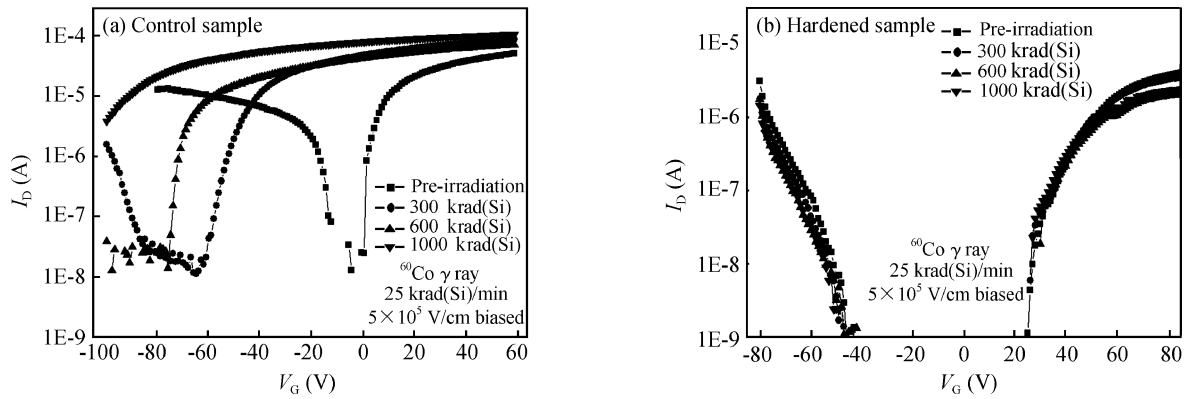 (a) Control sample
1E-4
1E-5
1E-6
1E-7
1E-8
1E-9
I_D (A)
Pre-irradiation
300 krad(Si)
600 krad(Si)
1000 krad(Si)
⁶⁰Co γ ray
25 krad(Si)/min
5×10⁵ V/cm biased
-100 -80 -60 -40 -20 0 20 40 60
V_G (V)
(b) Hardened sample
1E-5
1E-6
1E-7
1E-8
1E-9
I_D (A)
Pre-irradiation
300 krad(Si)
600 krad(Si)
1000 krad(Si)
⁶⁰Co γ ray
25 krad(Si)/min
5×10⁵ V/cm biased
-80 -60 -40 -20 0 20 40 60 80
V_G (V)